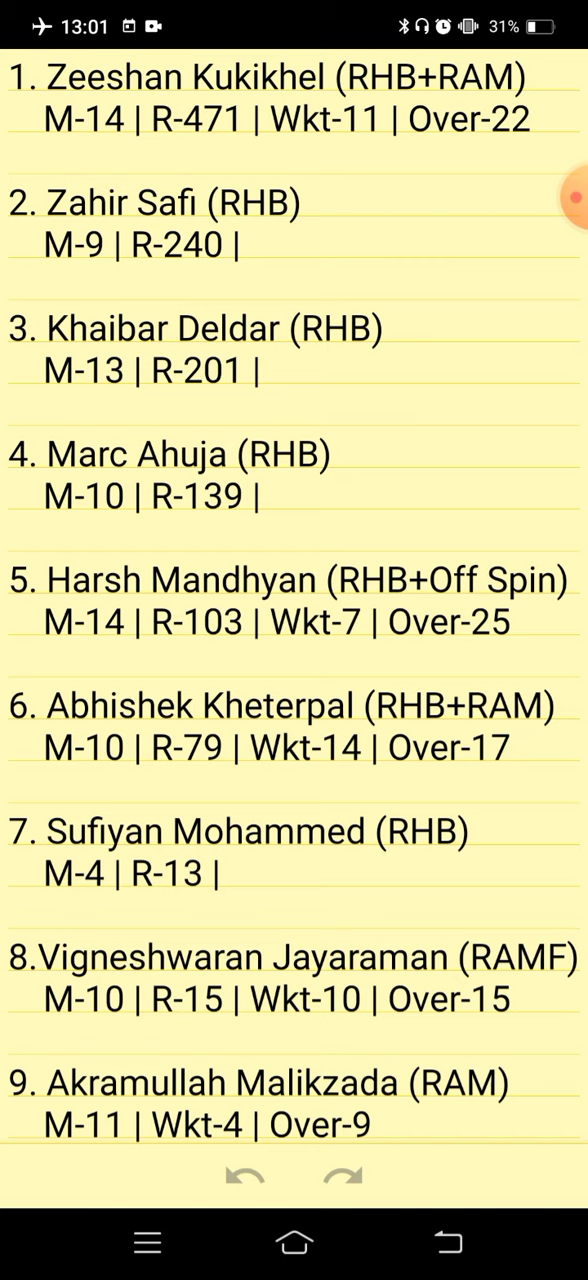 13:01 31%
1. Zeeshan Kukikhel (RHB+RAM)
M-14 | R-471 | Wkt-11 | Over-22
2. Zahir Safi (RHB)
M-9 | R-240 |
3. Khaibar Deldar (RHB)
M-13 | R-201 |
4. Marc Ahuja (RHB)
M-10 | R-139 |
5. Harsh Mandhyan (RHB+Off Spin)
M-14 | R-103 | Wkt-7 | Over-25
6. Abhishek Kheterpal (RHB+RAM)
M-10 | R-79 | Wkt-14 | Over-17
7. Sufiyan Mohammed (RHB)
M-4 | R-13 |
8.Vigneshwaran Jayaraman (RAMF)
M-10 | R-15 | Wkt-10 | Over-15
9. Akramullah Malikzada (RAM)
M-11 | Wkt-4 | Over-9